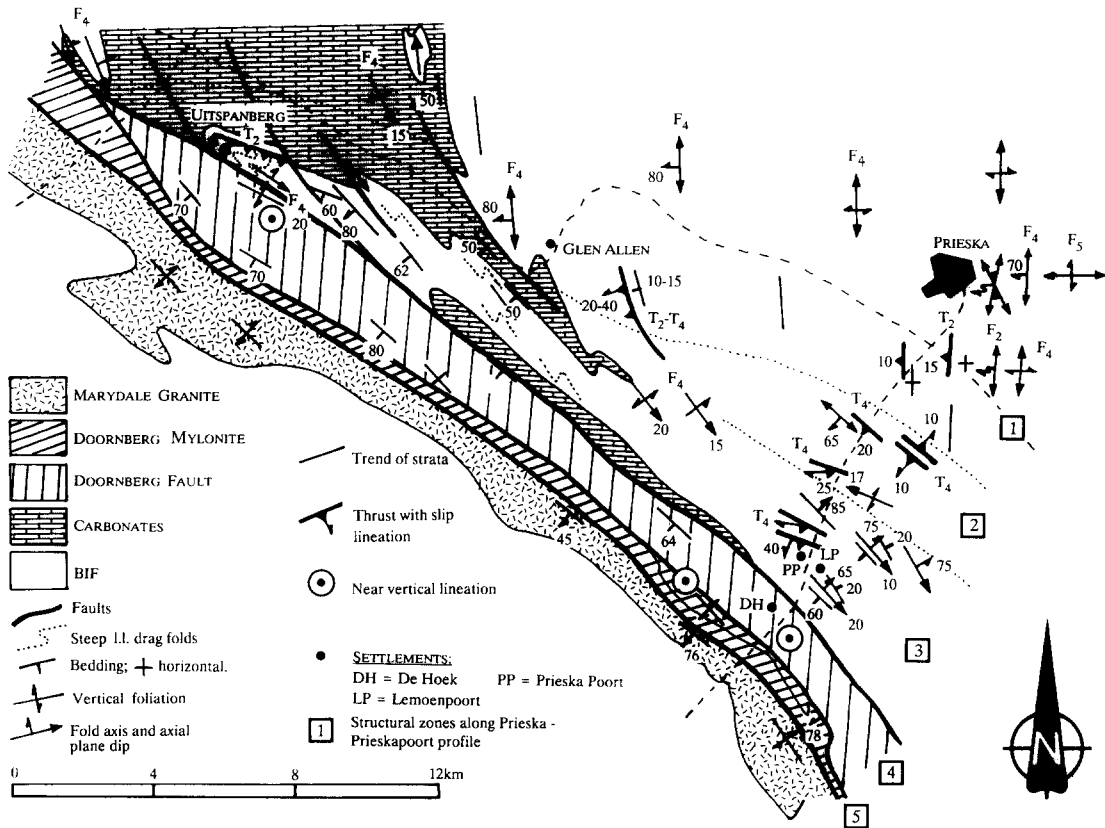 F4
F4
50
15
UITSPANBERG
T2
F4
20
70
60
80
62
70
80
50
50
F4
80
F4
80
F4
GLEN ALLEN
10-15
20-40
T2-T4
PRIESKA
F4
70
F5
T2
10
15
F2
F4
1
F4
20
15
T4
65
20
10
10
T4
T4
17
25
2
85
T4
40
PP
LP
75
20
10
75
65
20
60
20
64
45
DH
76
3
78
4
5
MARYDALE GRANITE
DOORNBERG MYLONITE
DOORNBERG FAULT
CARBONATES
BIF
Faults
Steep l.l. drag folds
Bedding; + horizontal.
Vertical foliation
Fold axis and axial
plane dip
Trend of strata
Thrust with slip
lineation
Near vertical lineation
SETTLEMENTS:
DH = De Hoek PP = Prieska Poort
LP = Lemoenpoort
1 Structural zones along Prieska -
Prieskapoort profile
0 4 8 12km
N